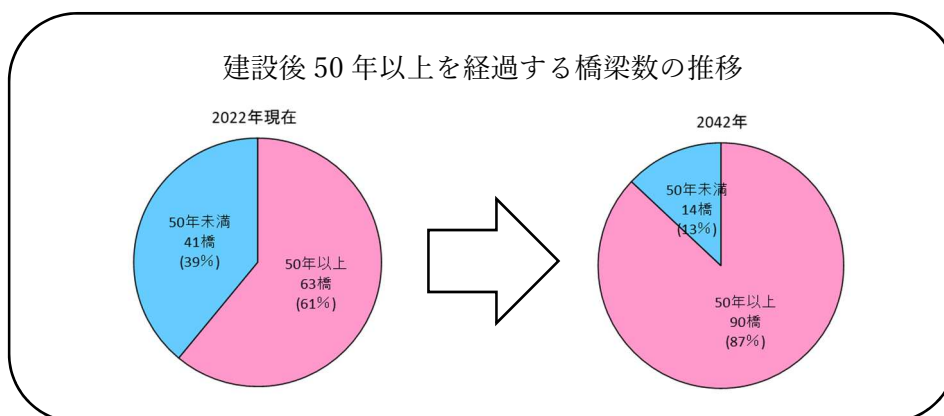 建設後 50 年以上を経過する橋梁数の推移
2022年現在
50年未満
41橋
(39%)
50年以上
63橋
(61%)
2042年
50年未満
14橋
(13%)
50年以上
90橋
(87%)